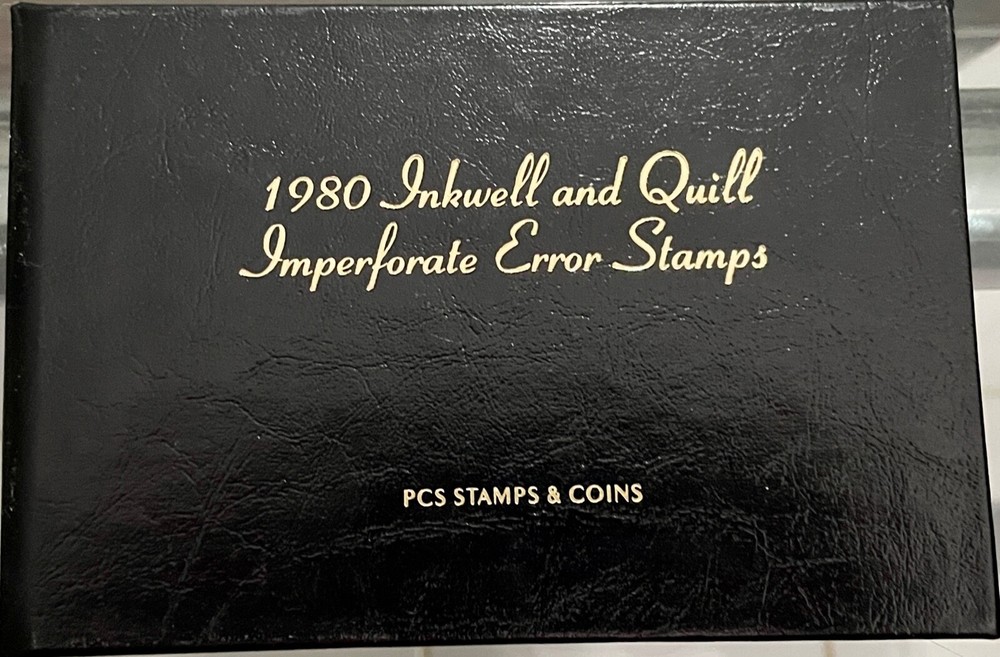 1980 Inkwell and Quill
Imperforate Error Stamps
PCS STAMPS & COINS